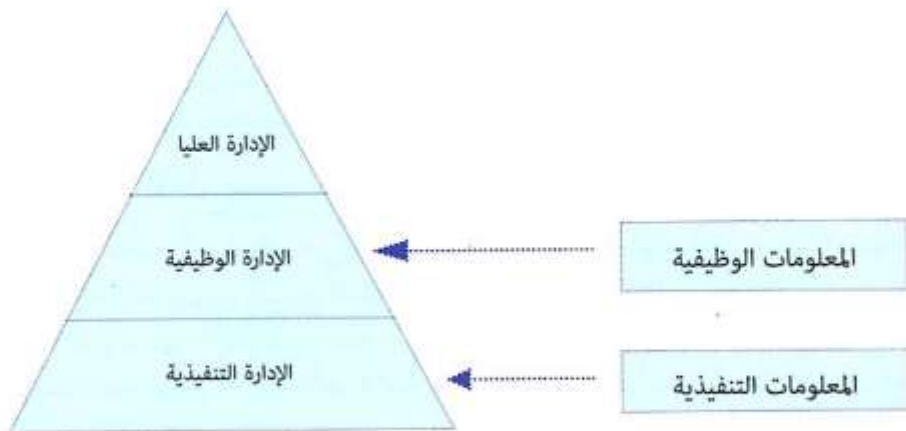 الإدارة العليا
الإدارة الوظيفية
المعلومات الوظيفية
الإدارة التنفيذية
المعلومات التنفيذية